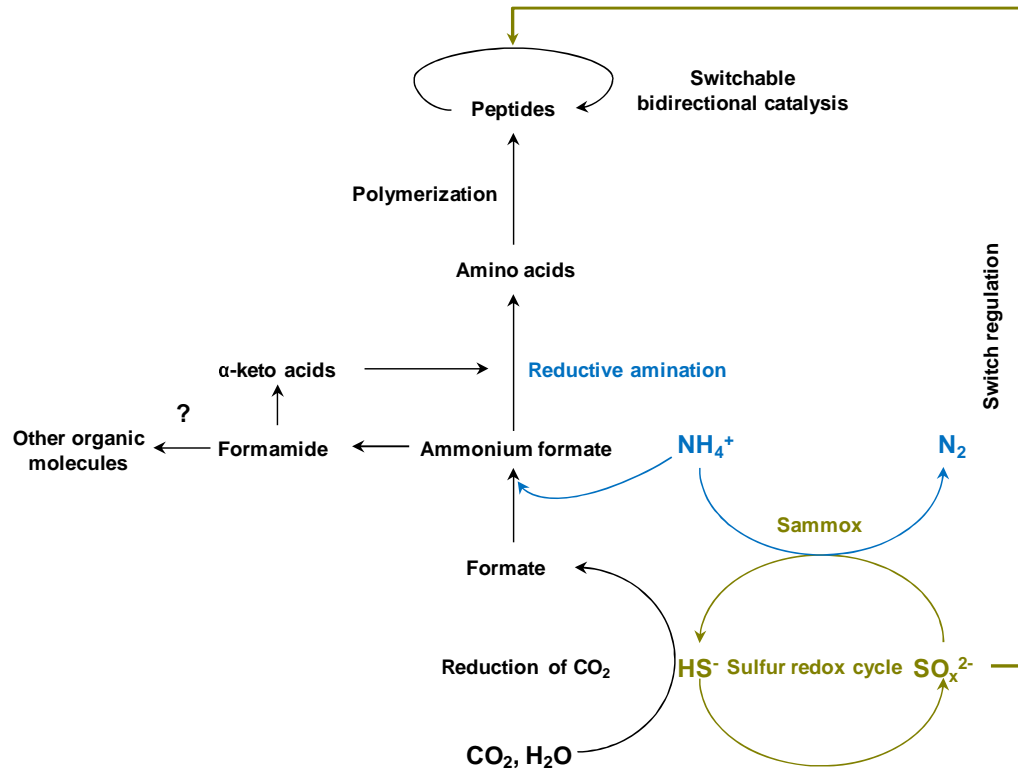 Switchable
bidirectional catalysis
Peptides
Polymerization
Amino acids
Switch regulation
α-keto acids
Reductive amination
?
Other organic
molecules
Formamide
Ammonium formate
NH₄⁺
N₂
Sammox
Formate
Reduction of CO₂
HS⁻ Sulfur redox cycle SOₓ²⁻
CO₂, H₂O